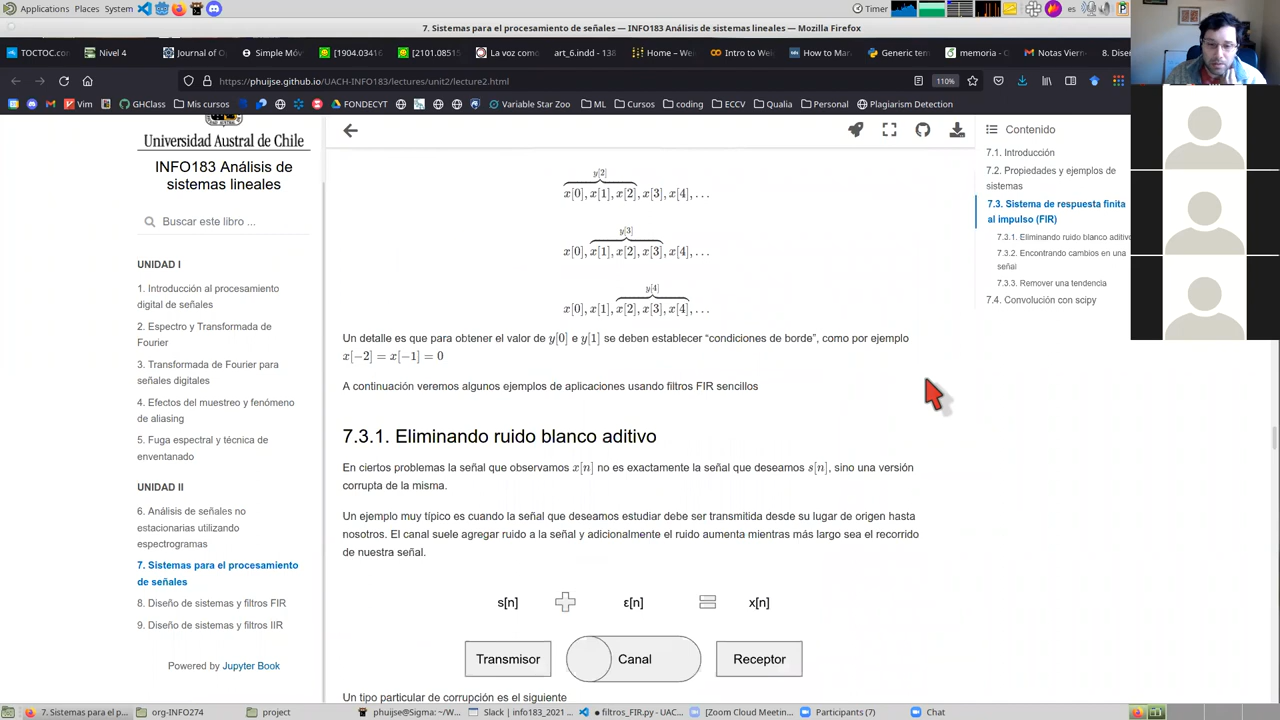 Applications Places System Timer es
Sistemas para el procesamiento de señales — INFO183 Análisis de sistemas lineales — Mozilla Firefox
TOCTOC.com Nivel 4 Journal of Simple Móv [1904.0341 [2101.0 art_6.indd - 138 Home – We Intro to Wei How to Mar Generic tem memoria - O Notas Vieni 8. Diser
https://phuijse.github.io/UACH-INFO183/lectures/unit2/lecture2.html 110%
Vim GHClass Mis cursos FONDECYT Variable Star Zoo ML Cursos coding ECCV Qualia Personal Plagiarism Detection
Universidad Austral de Chile
INFO183 Análisis de
sistemas lineales
Buscar este libro ...
UNIDAD I
1. Introducción al procesamiento
digital de señales
2. Espectro y Transformada de
Fourier
3. Transformada de Fourier para
señales digitales
4. Efectos del muestreo y fenómeno
de aliasing
5. Fuga espectral y técnica de
enventanado
UNIDAD II
6. Análisis de señales no
estacionarias utilizando
espectrogramas
7. Sistemas para el procesamiento
de señales
8. Diseño de sistemas y filtros FIR
9. Diseño de sistemas y filtros IIR
Powered by Jupyter Book
y[2]
x[0], x[1], x[2], x[3], x[4], …
y[3]
x[0], x[1], x[2], x[3], x[4], …
y[4]
x[0], x[1], x[2], x[3], x[4], …
Un detalle es que para obtener el valor de y[0] e y[1] se deben establecer “condiciones de borde”, como por ejemplo
x[−2] = x[−1] = 0
A continuación veremos algunos ejemplos de aplicaciones usando filtros FIR sencillos
7.3.1. Eliminando ruido blanco aditivo
En ciertos problemas la señal que observamos x[n] no es exactamente la señal que deseamos s[n], sino una versión
corrupta de la misma.
Un ejemplo muy típico es cuando la señal que deseamos estudiar debe ser transmitida desde su lugar de origen hasta
nosotros. El canal suele agregar ruido a la señal y adicionalmente el ruido aumenta mientras más largo sea el recorrido
de nuestra señal.
s[n] ε[n] x[n]
Transmisor Canal Receptor
Un tipo particular de corrupción es el siguiente
Contenido
7.1. Introducción
7.2. Propiedades y ejemplos de
sistemas
7.3. Sistema de respuesta finita
al impulso (FIR)
7.3.1. Eliminando ruido blanco aditivo
7.3.2. Encontrando cambios en una
señal
7.3.3. Remover una tendencia
7.4. Convolución con scipy
7. Sistemas para el p... org-INFO274 project phuijse@Sigma: ~/W... Slack | info183_2021 ... • filtros_FIR.py - UAC... [Zoom Cloud Meetin... Participants (7) Chat